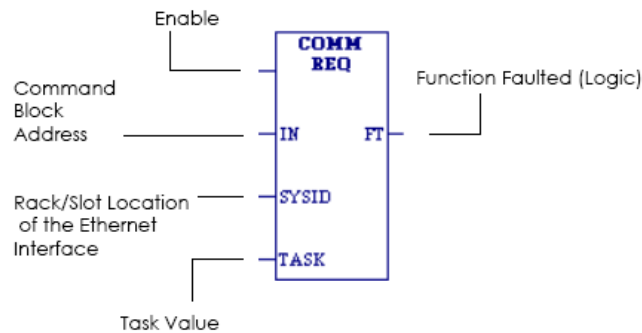 Enable
COMM
REQ
Function Faulted (Logic)
Command
Block
Address
IN
FT
Rack/Slot Location
of the Ethernet
Interface
SYSID
TASK
Task Value